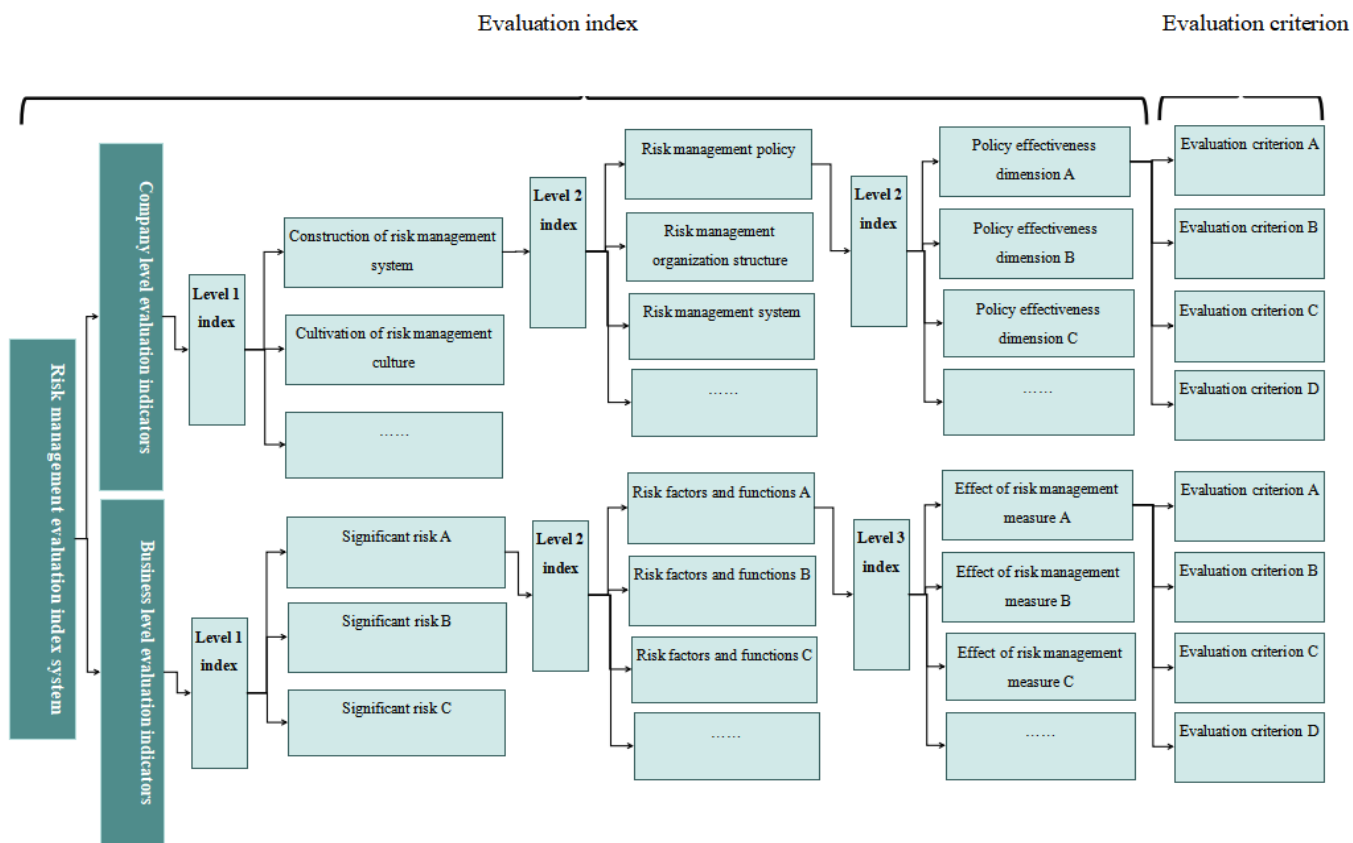 Evaluation index
Evaluation criterion
Risk management evaluation index system
Company level evaluation indicators
Level 1
index
Construction of risk management
system
Cultivation of risk management
culture
……
Level 2
index
Risk management policy
Risk management
organization structure
Risk management system
……
Level 2
index
Policy effectiveness
dimension A
Policy effectiveness
dimension B
Policy effectiveness
dimension C
……
Evaluation criterion A
Evaluation criterion B
Evaluation criterion C
Evaluation criterion D
Business level evaluation indicators
Level 1
index
Significant risk A
Significant risk B
Significant risk C
Level 2
index
Risk factors and functions A
Risk factors and functions B
Risk factors and functions C
……
Level 3
index
Effect of risk management
measure A
Effect of risk management
measure B
Effect of risk management
measure C
……
Evaluation criterion A
Evaluation criterion B
Evaluation criterion C
Evaluation criterion D